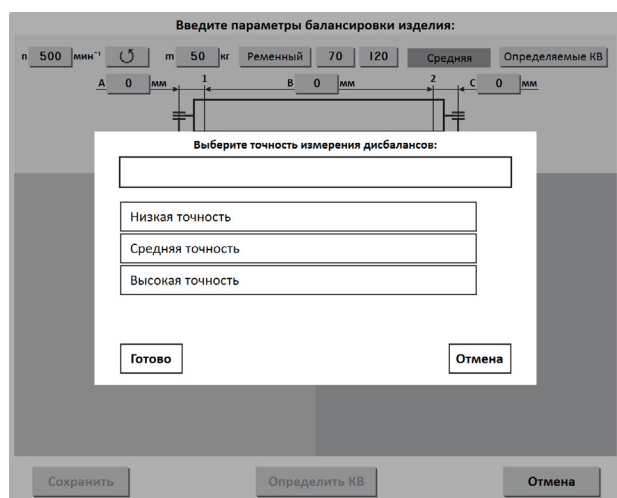 Введите параметры балансировки изделия:
n 500 мин⁻¹ m 50 кг Ременный 70 120 Средняя Определяемые КВ
A 0 мм 1 B 0 мм 2 C 0 мм
Выберите точность измерения дисбалансов:
Низкая точность
Средняя точность
Высокая точность
Готово Отмена
Сохранить Определить КВ Отмена